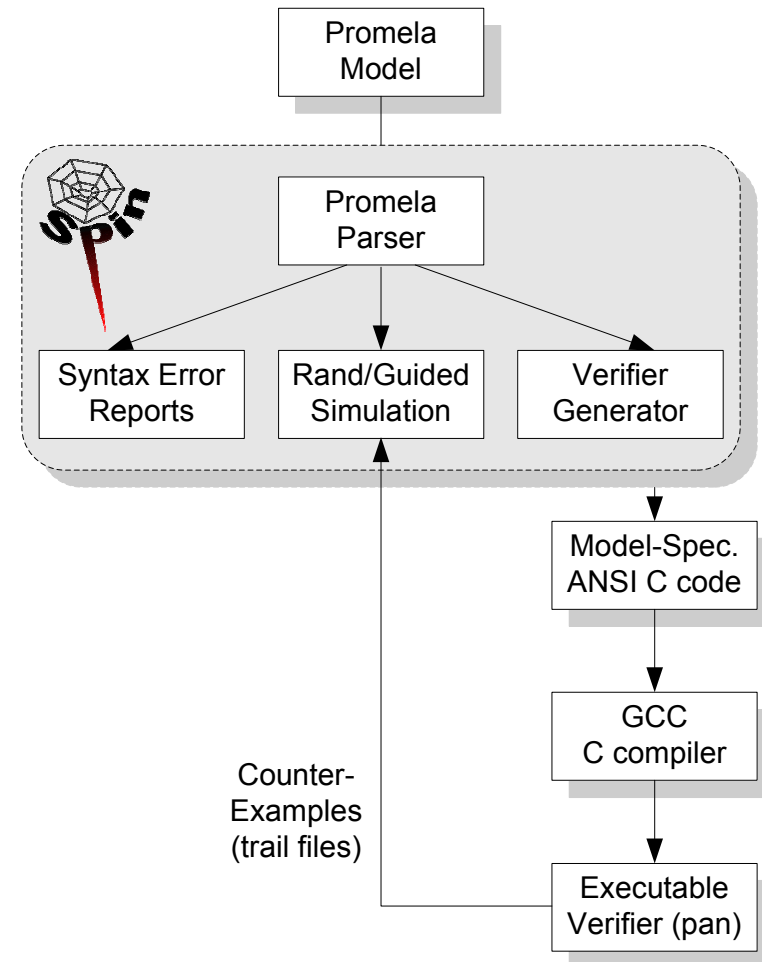 Promela
Model
Spin
Promela
Parser
Syntax Error
Reports
Rand/Guided
Simulation
Verifier
Generator
Model-Spec.
ANSI C code
GCC
C compiler
Counter-
Examples
(trail files)
Executable
Verifier (pan)